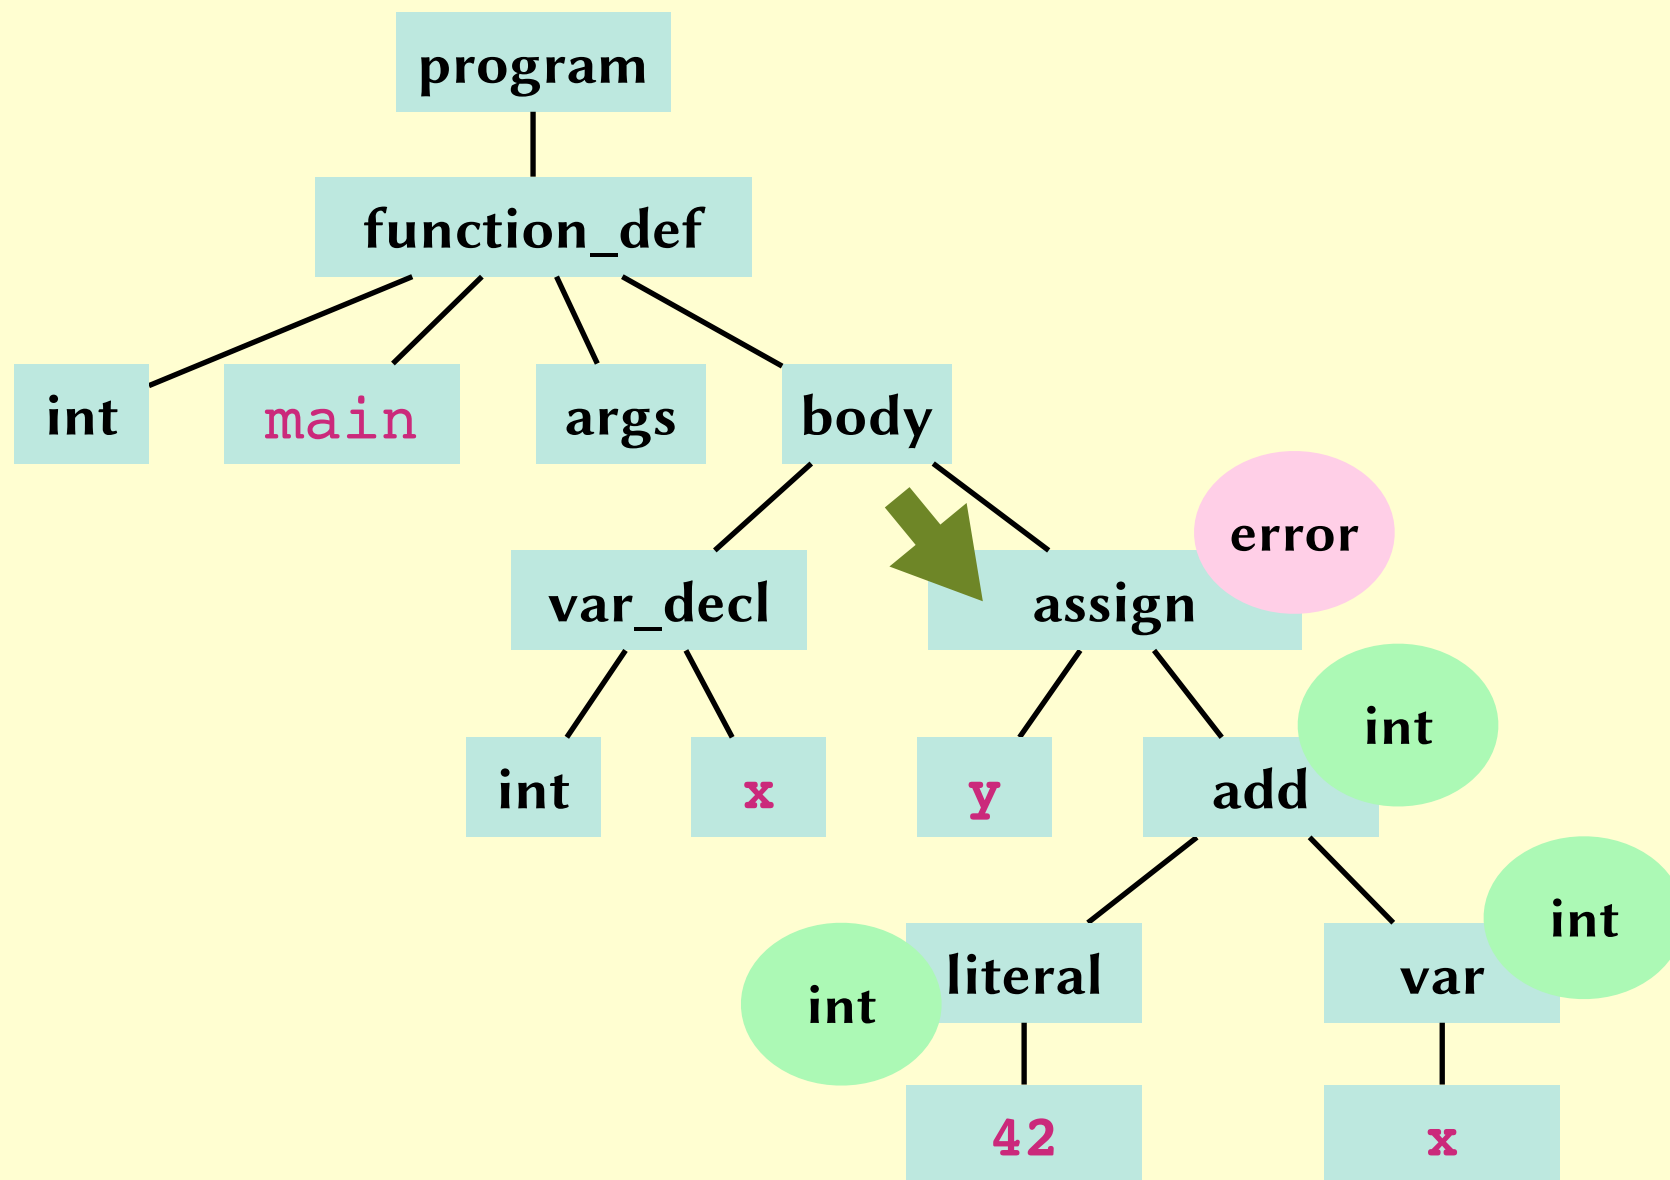 program
function_def
int
main
args
body
error
var_decl
assign
int
int
x
y
add
int
int
literal
var
42
x